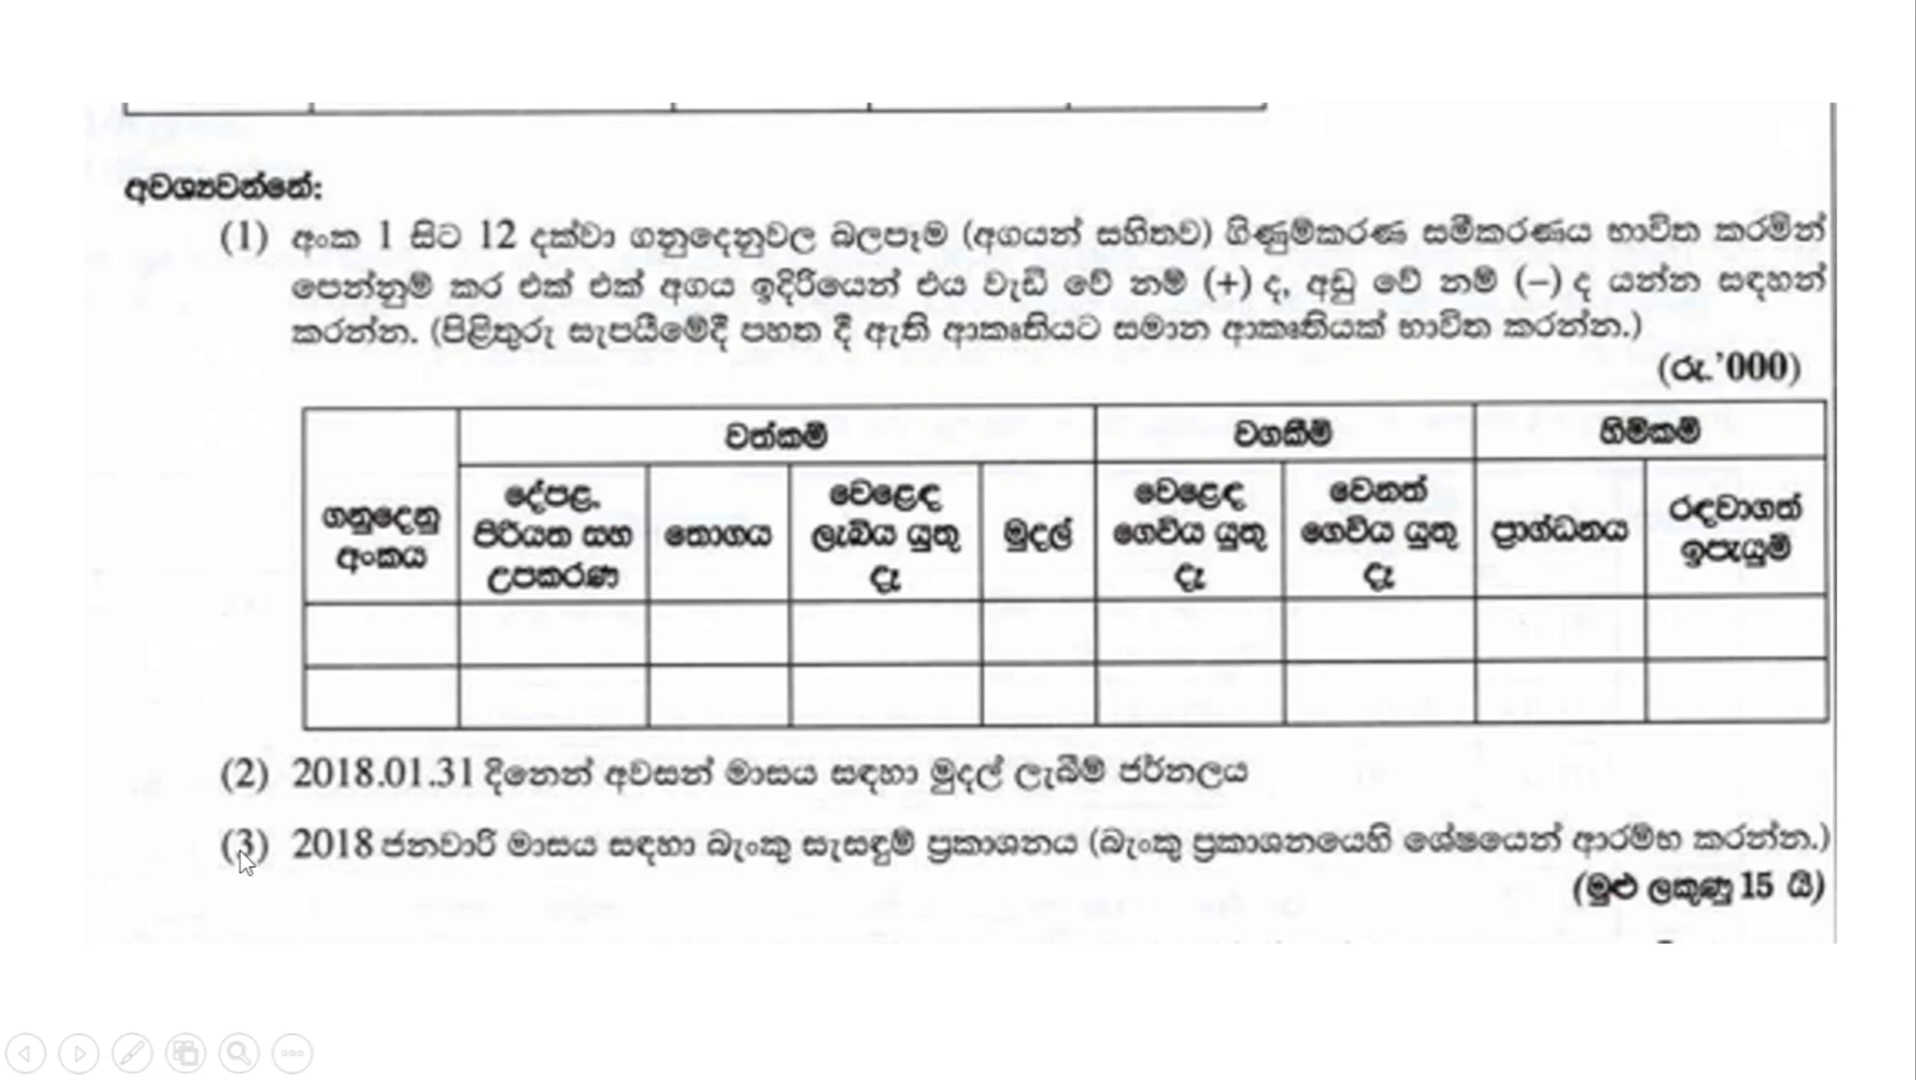 අවශ්‍යවන්නේ:
(1) අංක 1 සිට 12 දක්වා ගනුදෙනුවල බලපෑම (අගයන් සහිතව) ගිණුම්කරණ සමීකරණය භාවිත කරමින්
පෙන්නුම් කර එක් එක් අගය ඉදිරියෙන් එය වැඩි වේ නම් (+) ද, අඩු වේ නම් (–) ද යන්න සඳහන්
කරන්න. (පිළිතුරු සැපයීමේදී පහත දී ඇති ආකෘතියට සමාන ආකෘතියක් භාවිත කරන්න.)
(රු.'000)
වත්කම් වගකීම් හිමිකම්
ගනුදෙනු අංකය
දේපළ, පිරියත සහ උපකරණ
තොගය
වෙළෙඳ ලැබිය යුතු දෑ
මුදල්
වෙළෙඳ ගෙවිය යුතු දෑ
වෙනත් ගෙවිය යුතු දෑ
ප්‍රාග්ධනය
රඳවාගත් ඉපැයුම්
(2) 2018.01.31 දිනෙන් අවසන් මාසය සඳහා මුදල් ලැබීම් ජර්නලය
(3) 2018 ජනවාරි මාසය සඳහා බැංකු සැසඳුම් ප්‍රකාශනය (බැංකු ප්‍රකාශනයෙහි ශේෂයෙන් ආරම්භ කරන්න.)
(මුළු ලකුණු 15 යි)